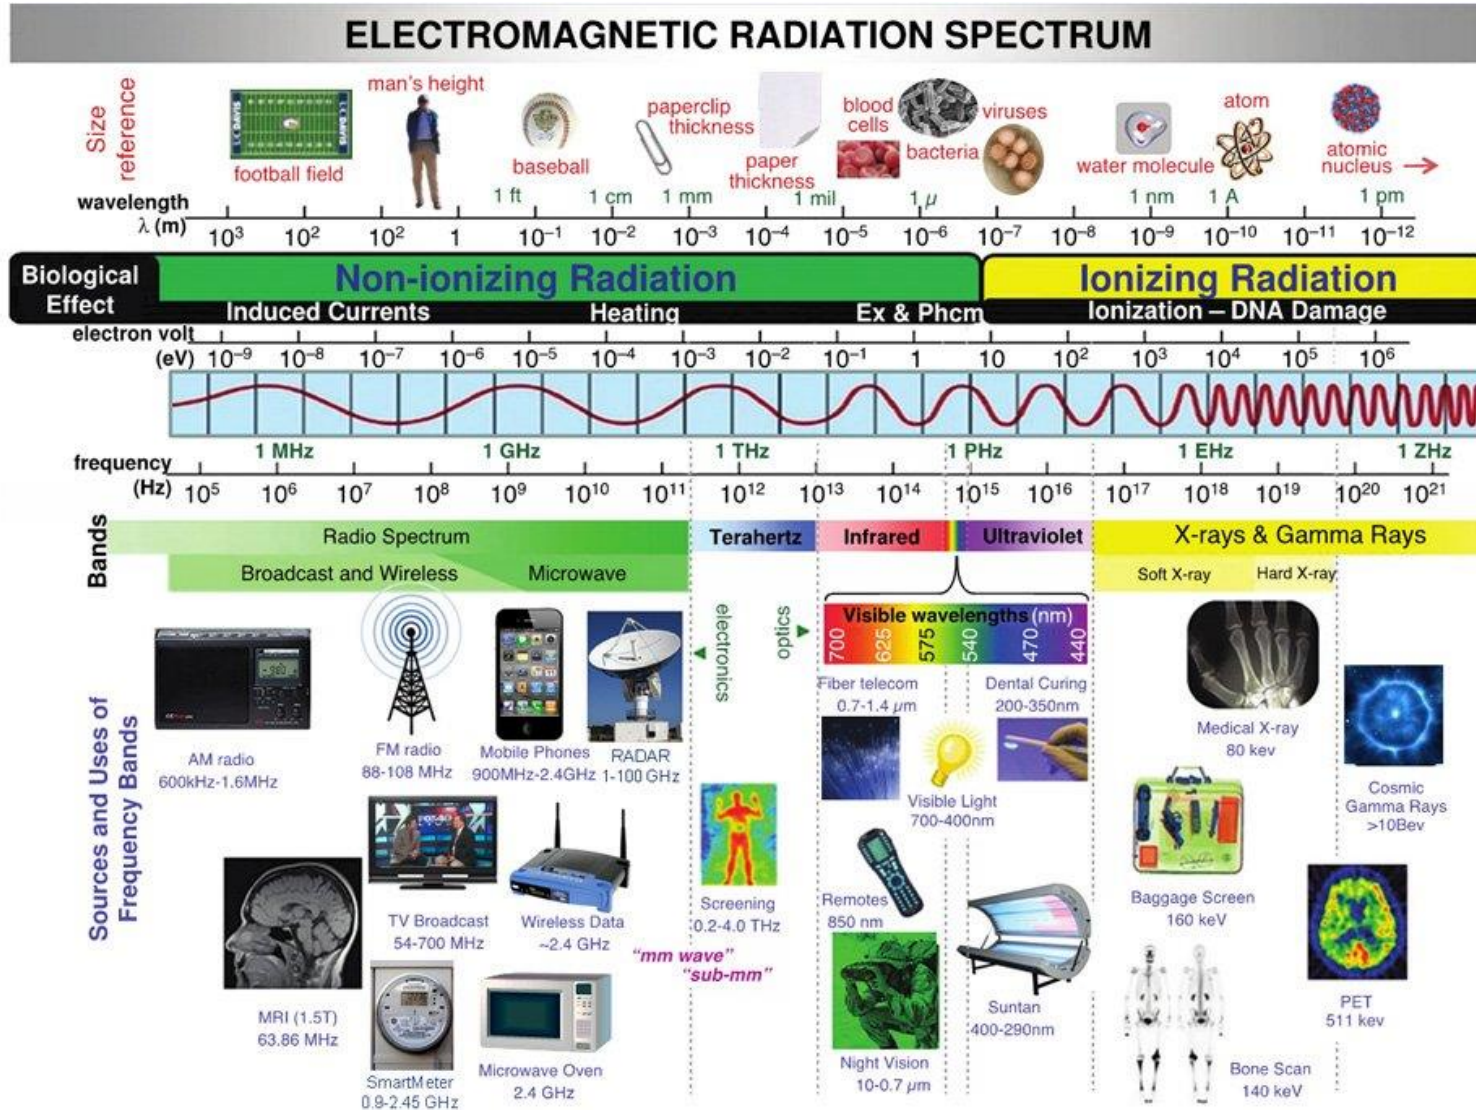 ELECTROMAGNETIC RADIATION SPECTRUM
Size
reference
football field
man's height
baseball
paperclip
thickness
paper
thickness
blood
cells
bacteria
viruses
water molecule
atom
atomic
nucleus →
wavelength
λ (m)
1 ft
1 cm
1 mm
1 mil
1 µ
1 nm
1 A
1 pm
10³ 10² 10² 1 10⁻¹ 10⁻² 10⁻³ 10⁻⁴ 10⁻⁵ 10⁻⁶ 10⁻⁷ 10⁻⁸ 10⁻⁹ 10⁻¹⁰ 10⁻¹¹ 10⁻¹²
Biological
Effect
Non-ionizing Radiation
Ionizing Radiation
Induced Currents
Heating
Ex & Phcm
Ionization – DNA Damage
electron volt
(eV)
10⁻⁹ 10⁻⁸ 10⁻⁷ 10⁻⁶ 10⁻⁵ 10⁻⁴ 10⁻³ 10⁻² 10⁻¹ 1 10 10² 10³ 10⁴ 10⁵ 10⁶
frequency
(Hz)
1 MHz
1 GHz
1 THz
1 PHz
1 EHz
1 ZHz
10⁵ 10⁶ 10⁷ 10⁸ 10⁹ 10¹⁰ 10¹¹ 10¹² 10¹³ 10¹⁴ 10¹⁵ 10¹⁶ 10¹⁷ 10¹⁸ 10¹⁹ 10²⁰ 10²¹
Bands
Radio Spectrum
Terahertz
Infrared
Ultraviolet
X-rays & Gamma Rays
Broadcast and Wireless
Microwave
Soft X-ray
Hard X-ray
electronics
optics
Visible wavelengths (nm)
700 625 575 540 470 440
Sources and Uses of
Frequency Bands
AM radio
600kHz-1.6MHz
FM radio
88-108 MHz
Mobile Phones
900MHz-2.4GHz
RADAR
1-100 GHz
Fiber telecom
0.7-1.4 µm
Dental Curing
200-350nm
Visible Light
700-400nm
Medical X-ray
80 kev
Cosmic
Gamma Rays
>10Bev
TV Broadcast
54-700 MHz
Wireless Data
~2.4 GHz
Screening
0.2-4.0 THz
"mm wave"
"sub-mm"
Remotes
850 nm
Baggage Screen
160 keV
MRI (1.5T)
63.86 MHz
SmartMeter
0.9-2.45 GHz
Microwave Oven
2.4 GHz
Night Vision
10-0.7 µm
Suntan
400-290nm
PET
511 kev
Bone Scan
140 keV